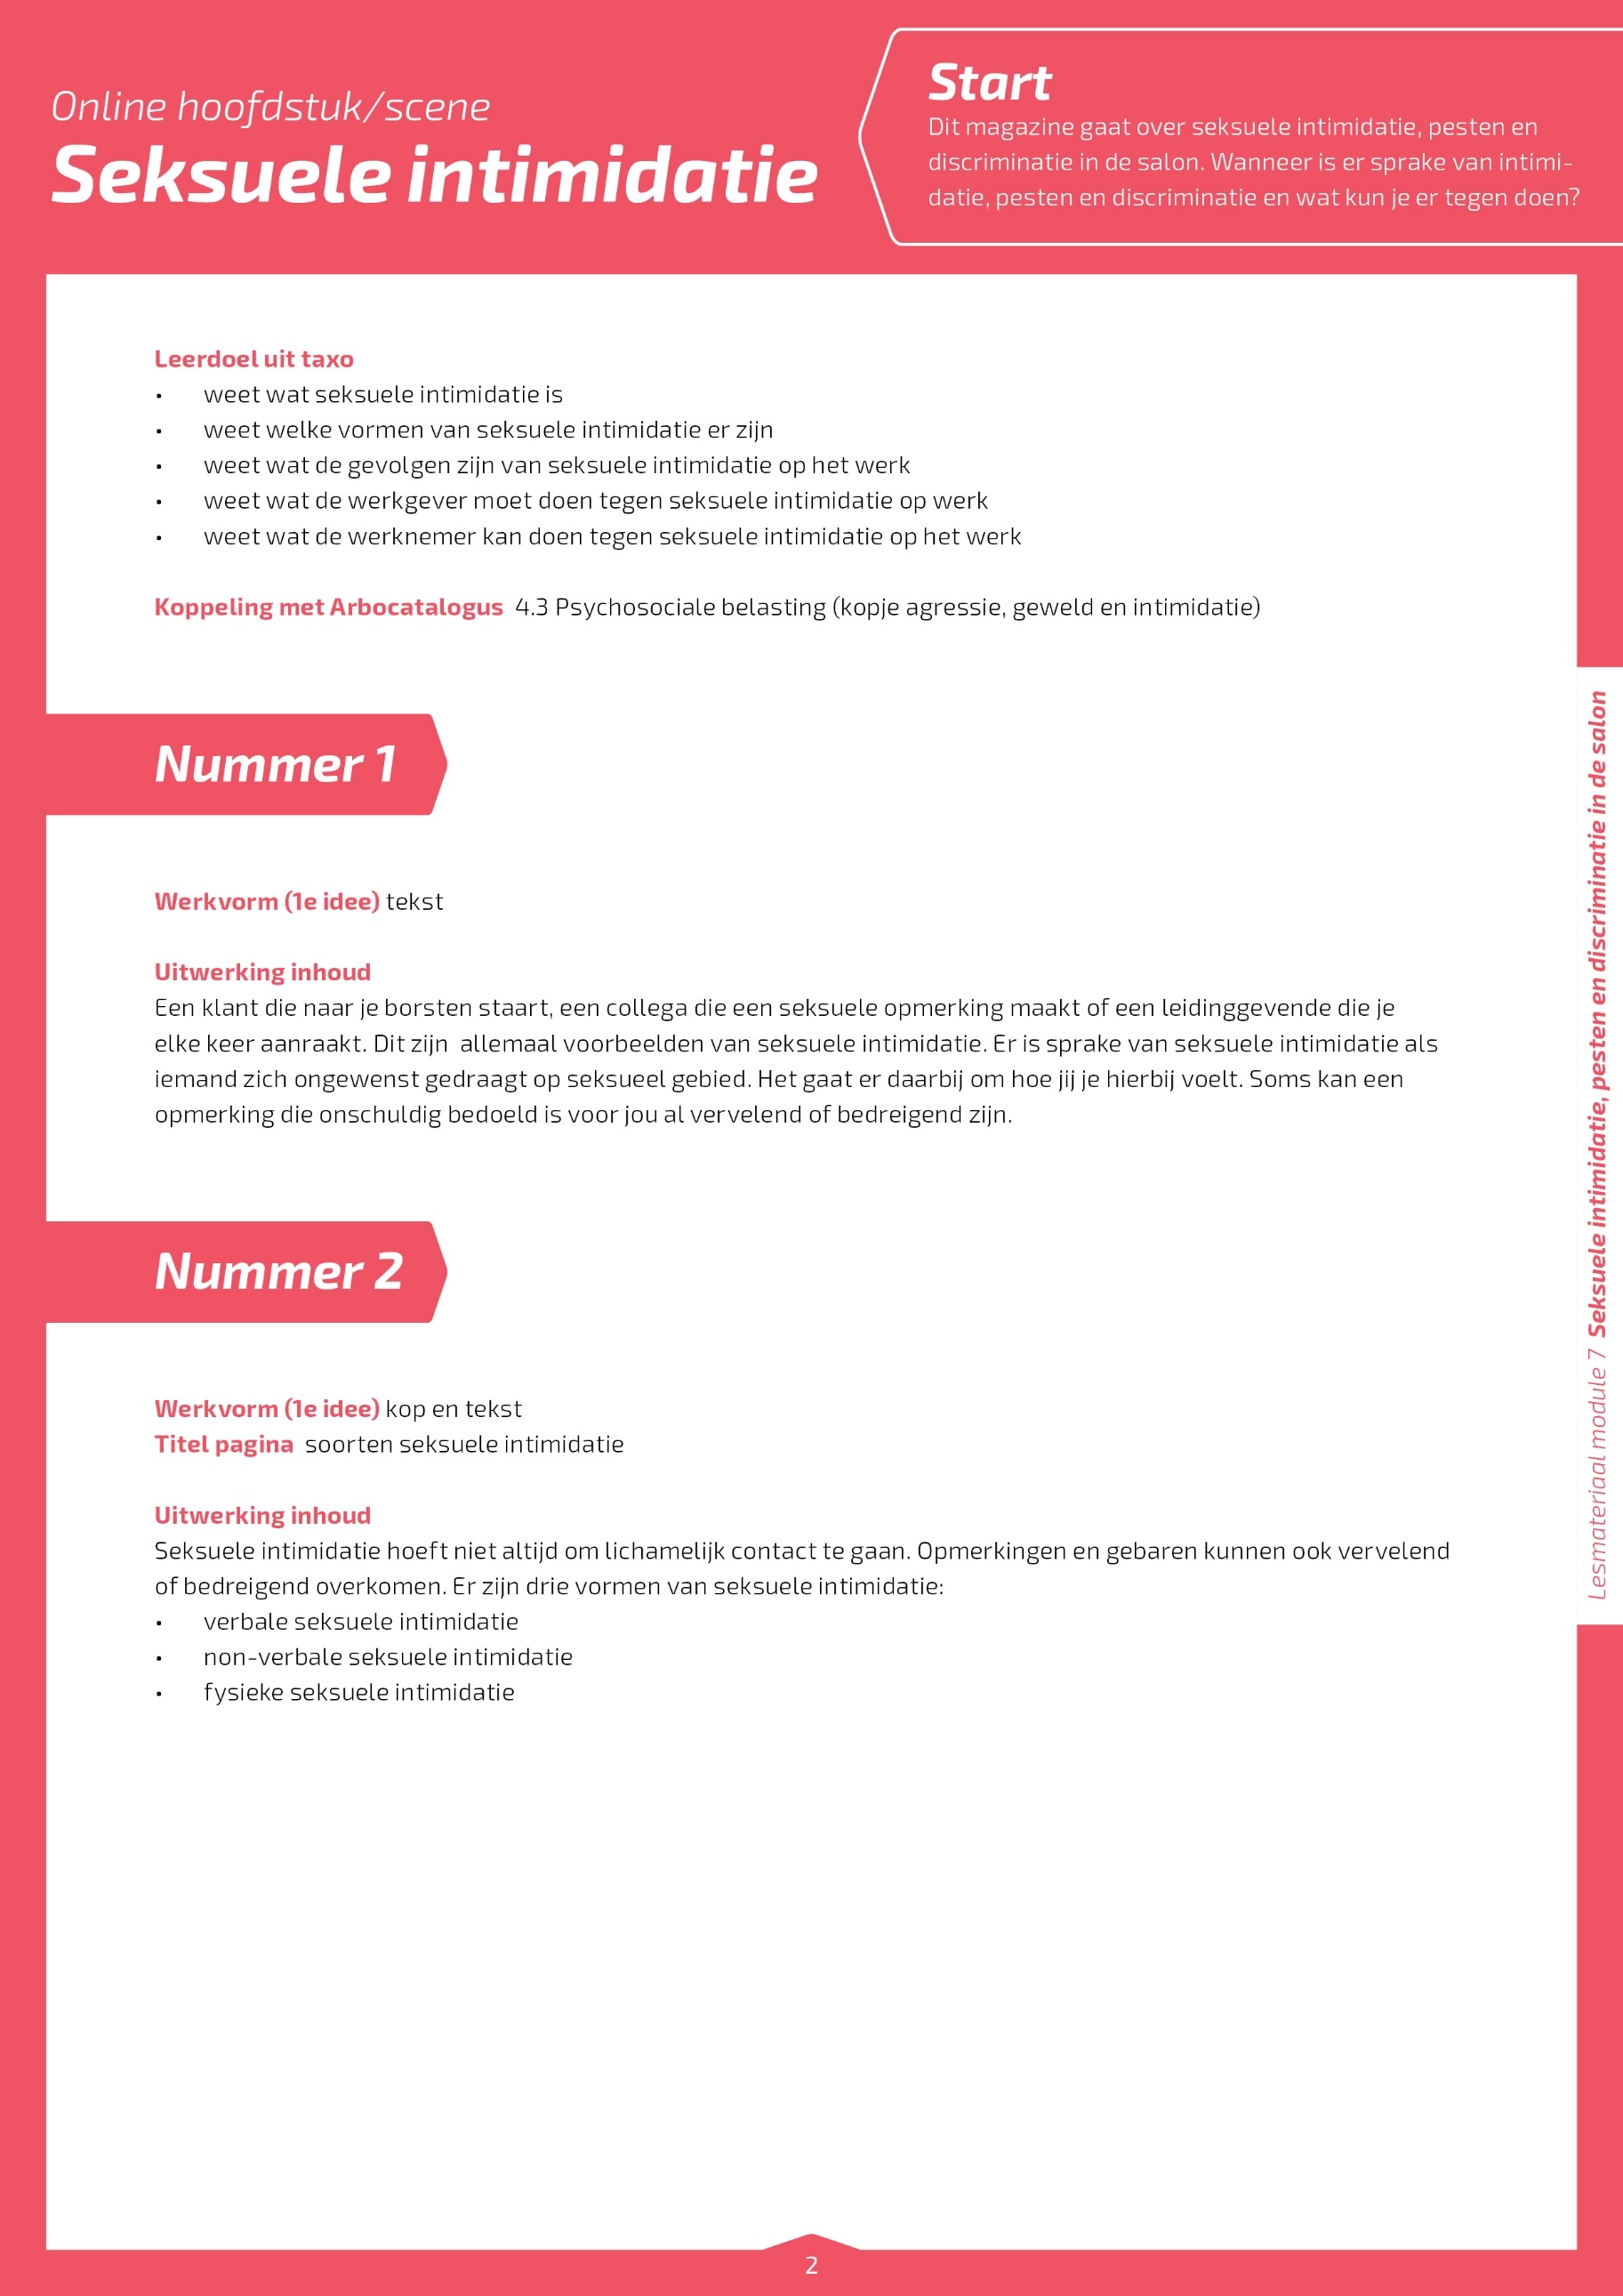 Online hoofdstuk/scene
Seksuele intimidatie
Start
Dit magazine gaat over seksuele intimidatie, pesten en
discriminatie in de salon. Wanneer is er sprake van intimi-
datie, pesten en discriminatie en wat kun je er tegen doen?
Leerdoel uit taxo
• weet wat seksuele intimidatie is
• weet welke vormen van seksuele intimidatie er zijn
• weet wat de gevolgen zijn van seksuele intimidatie op het werk
• weet wat de werkgever moet doen tegen seksuele intimidatie op werk
• weet wat de werknemer kan doen tegen seksuele intimidatie op het werk
Koppeling met Arbocatalogus 4.3 Psychosociale belasting (kopje agressie, geweld en intimidatie)
Nummer 1
Werkvorm (1e idee) tekst
Uitwerking inhoud
Een klant die naar je borsten staart, een collega die een seksuele opmerking maakt of een leidinggevende die je
elke keer aanraakt. Dit zijn allemaal voorbeelden van seksuele intimidatie. Er is sprake van seksuele intimidatie als
iemand zich ongewenst gedraagt op seksueel gebied. Het gaat er daarbij om hoe jij je hierbij voelt. Soms kan een
opmerking die onschuldig bedoeld is voor jou al vervelend of bedreigend zijn.
Nummer 2
Werkvorm (1e idee) kop en tekst
Titel pagina soorten seksuele intimidatie
Uitwerking inhoud
Seksuele intimidatie hoeft niet altijd om lichamelijk contact te gaan. Opmerkingen en gebaren kunnen ook vervelend
of bedreigend overkomen. Er zijn drie vormen van seksuele intimidatie:
• verbale seksuele intimidatie
• non-verbale seksuele intimidatie
• fysieke seksuele intimidatie
Lesmateriaal module 7 Seksuele intimidatie, pesten en discriminatie in de salon
2